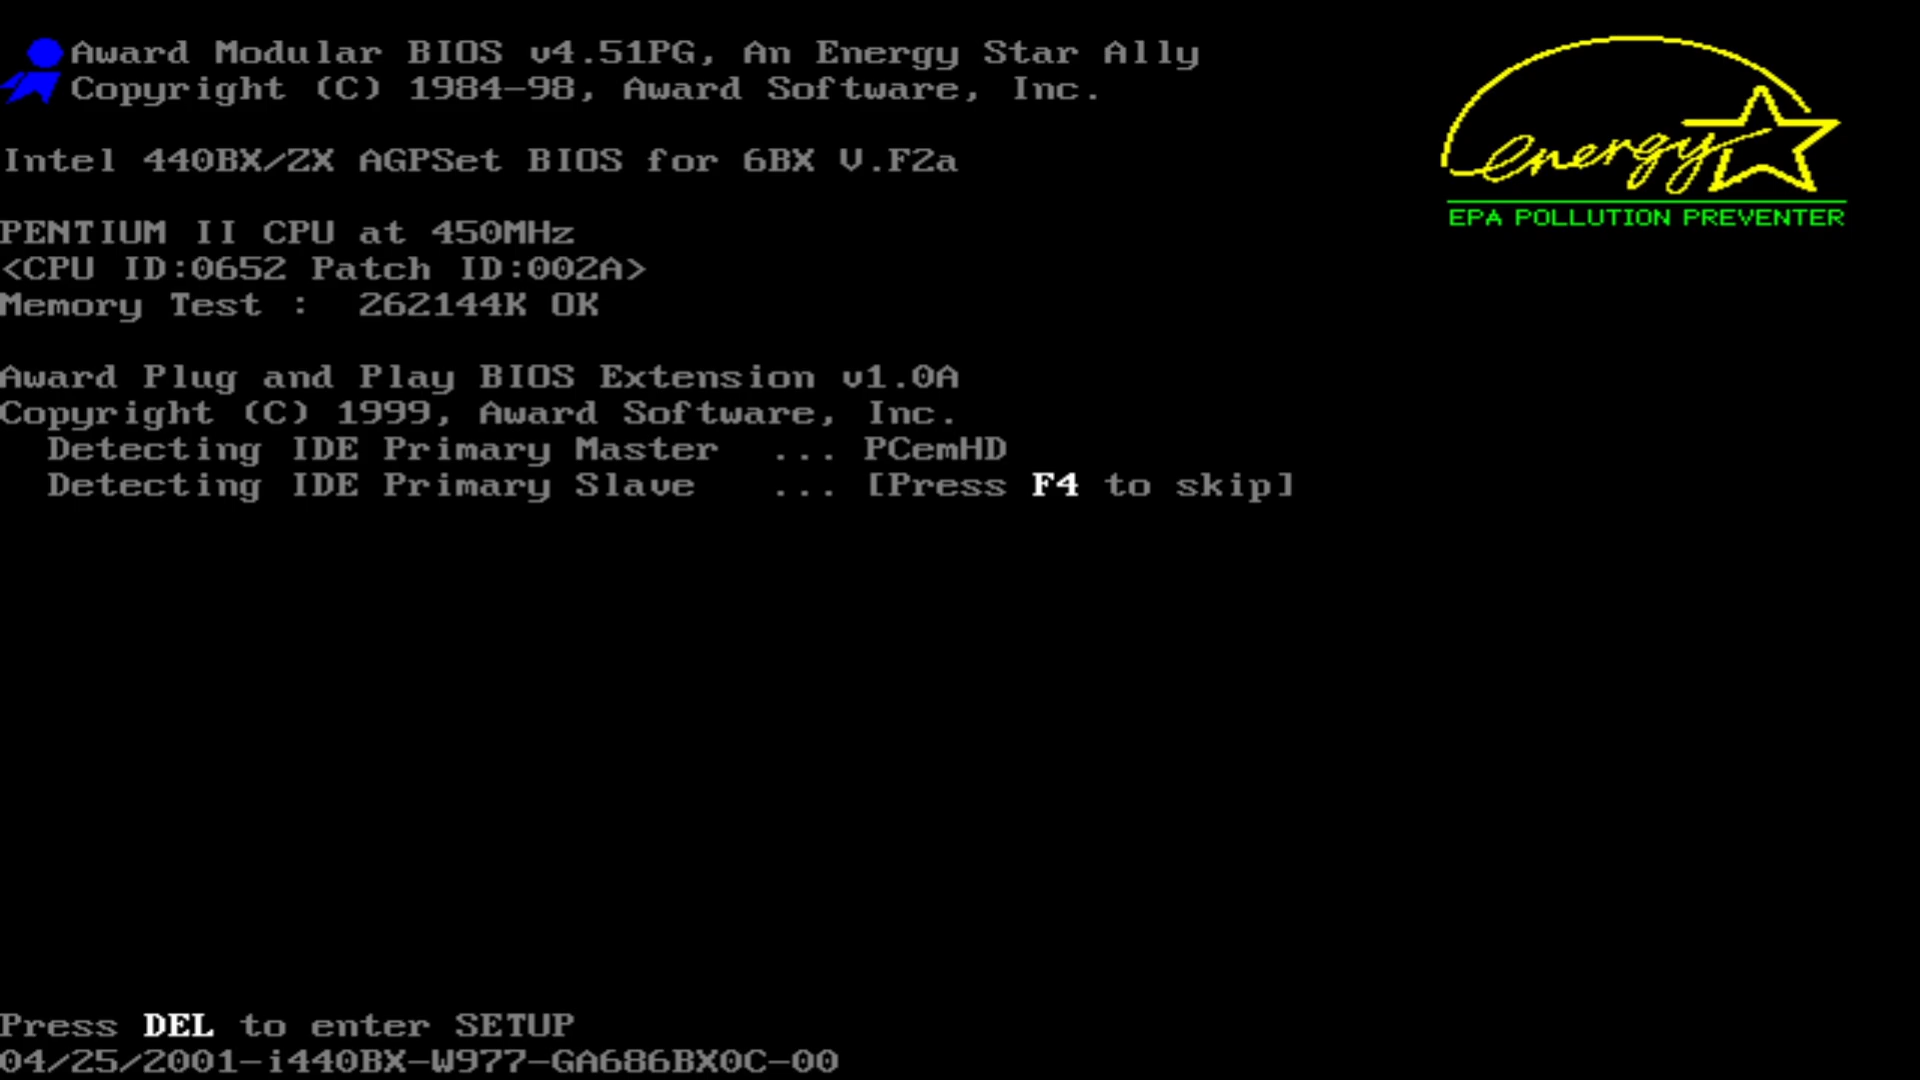 Award Modular BIOS v4.51PG, An Energy Star Ally
Copyright (C) 1984-98, Award Software, Inc.
energy
EPA POLLUTION PREVENTER
Intel 440BX/ZX AGPSet BIOS for 6BX V.F2a
PENTIUM II CPU at 450MHz
<CPU ID:0652 Patch ID:002A>
Memory Test :  262144K OK
Award Plug and Play BIOS Extension v1.0A
Copyright (C) 1999, Award Software, Inc.
Detecting IDE Primary Master  ... PCemHD
Detecting IDE Primary Slave   ... [Press F4 to skip]
Press DEL to enter SETUP
04/25/2001-i440BX-W977-GA686BX0C-00